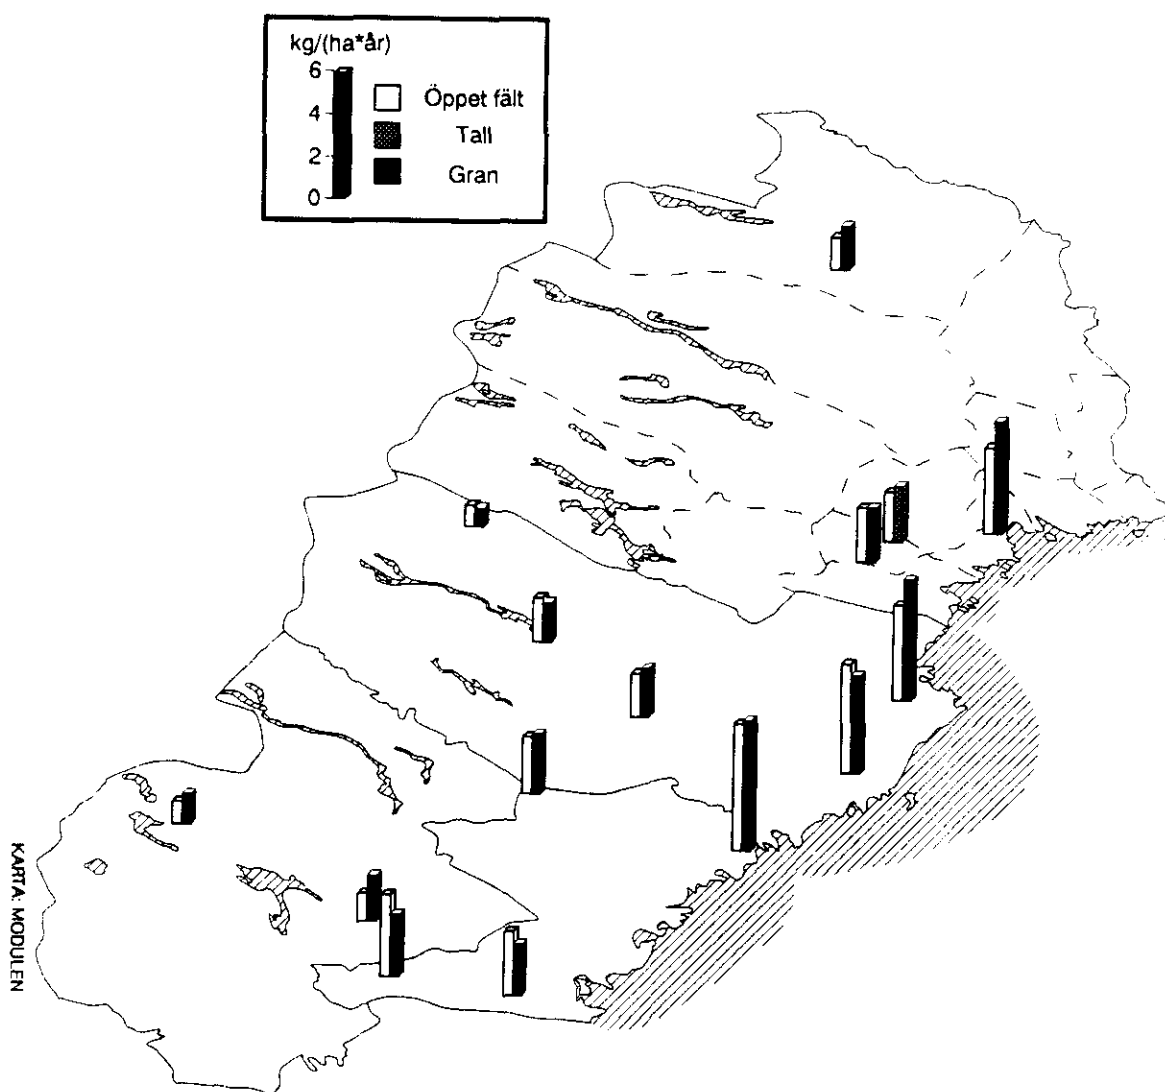 kg/(ha*år)
6
4
2
0
Öppet fält
Tall
Gran
KARTA: MODULEN